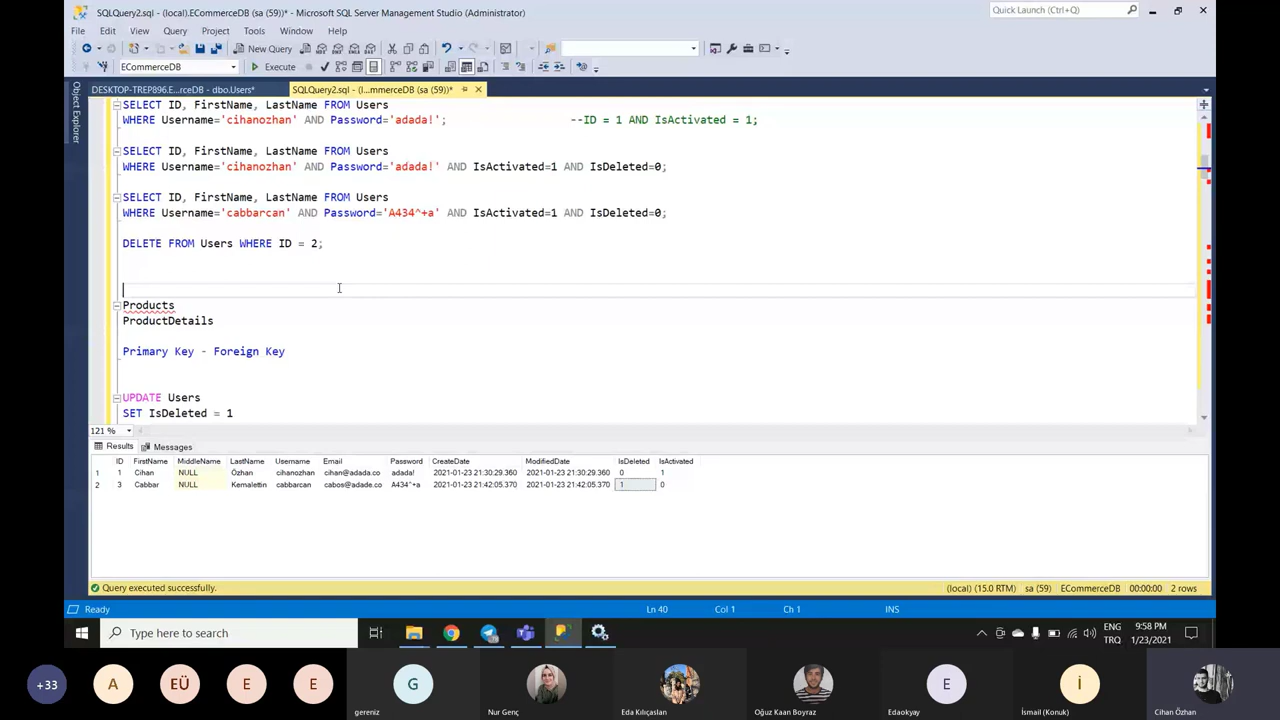 SQLQuery2.sql - (local).ECommerceDB (sa (59))* - Microsoft SQL Server Management Studio (Administrator)
Quick Launch (Ctrl+Q)
File Edit View Query Project Tools Window Help
New Query
ECommerceDB
Execute
DESKTOP-TREP896.E...rceDB - dbo.Users*
SQLQuery2.sql - (l...ommerceDB (sa (59))*
Object Explorer
SELECT ID, FirstName, LastName FROM Users
WHERE Username='cihanozhan' AND Password='adada!'; --ID = 1 AND IsActivated = 1;
SELECT ID, FirstName, LastName FROM Users
WHERE Username='cihanozhan' AND Password='adada!' AND IsActivated=1 AND IsDeleted=0;
SELECT ID, FirstName, LastName FROM Users
WHERE Username='cabbarcan' AND Password='A434^+a' AND IsActivated=1 AND IsDeleted=0;
DELETE FROM Users WHERE ID = 2;
Products
ProductDetails
Primary Key - Foreign Key
UPDATE Users
SET IsDeleted = 1
121 %
Results Messages
ID FirstName MiddleName LastName Username Email Password CreateDate ModifiedDate IsDeleted IsActivated
1 1 Cihan NULL Özhan cihanozhan cihan@adada.co adada! 2021-01-23 21:30:29.360 2021-01-23 21:30:29.360 0 1
2 3 Cabbar NULL Kemalettin cabbarcan cabos@adade.co A434^+a 2021-01-23 21:42:05.370 2021-01-23 21:42:05.370 1 0
Query executed successfully.
(local) (15.0 RTM) sa (59) ECommerceDB 00:00:00 2 rows
Ready
Ln 40 Col 1 Ch 1 INS
Type here to search
ENG
TRQ
9:58 PM
1/23/2021
+33 A EÜ E E G E İ
gereniz
Nur Genç
Eda Kılıçaslan
Oğuz Kaan Boyraz
Edaokyay
İsmail (Konuk)
Cihan Özhan